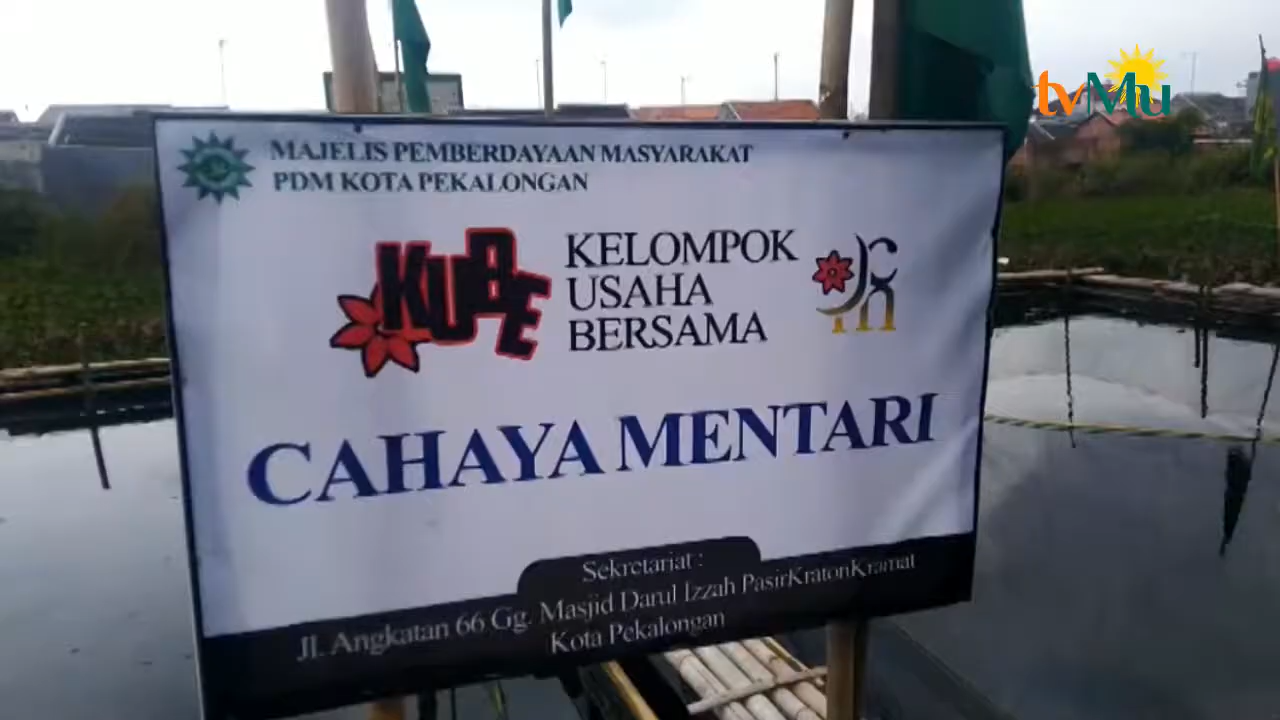 tvMu
MAJELIS PEMBERDAYAAN MASYARAKAT
PDM KOTA PEKALONGAN
KUBE
KELOMPOK
USAHA
BERSAMA
CAHAYA MENTARI
Sekretariat :
Jl. Angkatan 66 Gg. Masjid Darul Izzah PasirKratonKramat
Kota Pekalongan